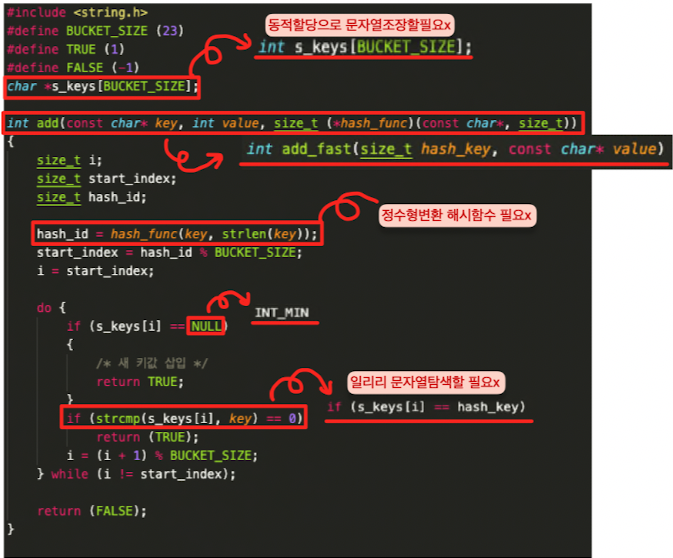 #include <string.h>
#define BUCKET_SIZE (23)
#define TRUE (1)
#define FALSE (-1)
char *s_keys[BUCKET_SIZE];
동적할당으로 문자열조장할필요x
int s_keys[BUCKET_SIZE];
int add(const char* key, int value, size_t (*hash_func)(const char*, size_t))
int add_fast(size_t hash_key, const char* value)
{
size_t i;
size_t start_index;
size_t hash_id;
정수형변환 해시함수 필요x
hash_id = hash_func(key, strlen(key));
start_index = hash_id % BUCKET_SIZE;
i = start_index;
do {
if (s_keys[i] == NULL)
INT_MIN
{
/* 새 키값 삽입 */
return TRUE;
}
일리리 문자열탐색할 필요x
if (strcmp(s_keys[i], key) == 0)
if (s_keys[i] == hash_key)
return (TRUE);
i = (i + 1) % BUCKET_SIZE;
} while (i != start_index);
return (FALSE);
}